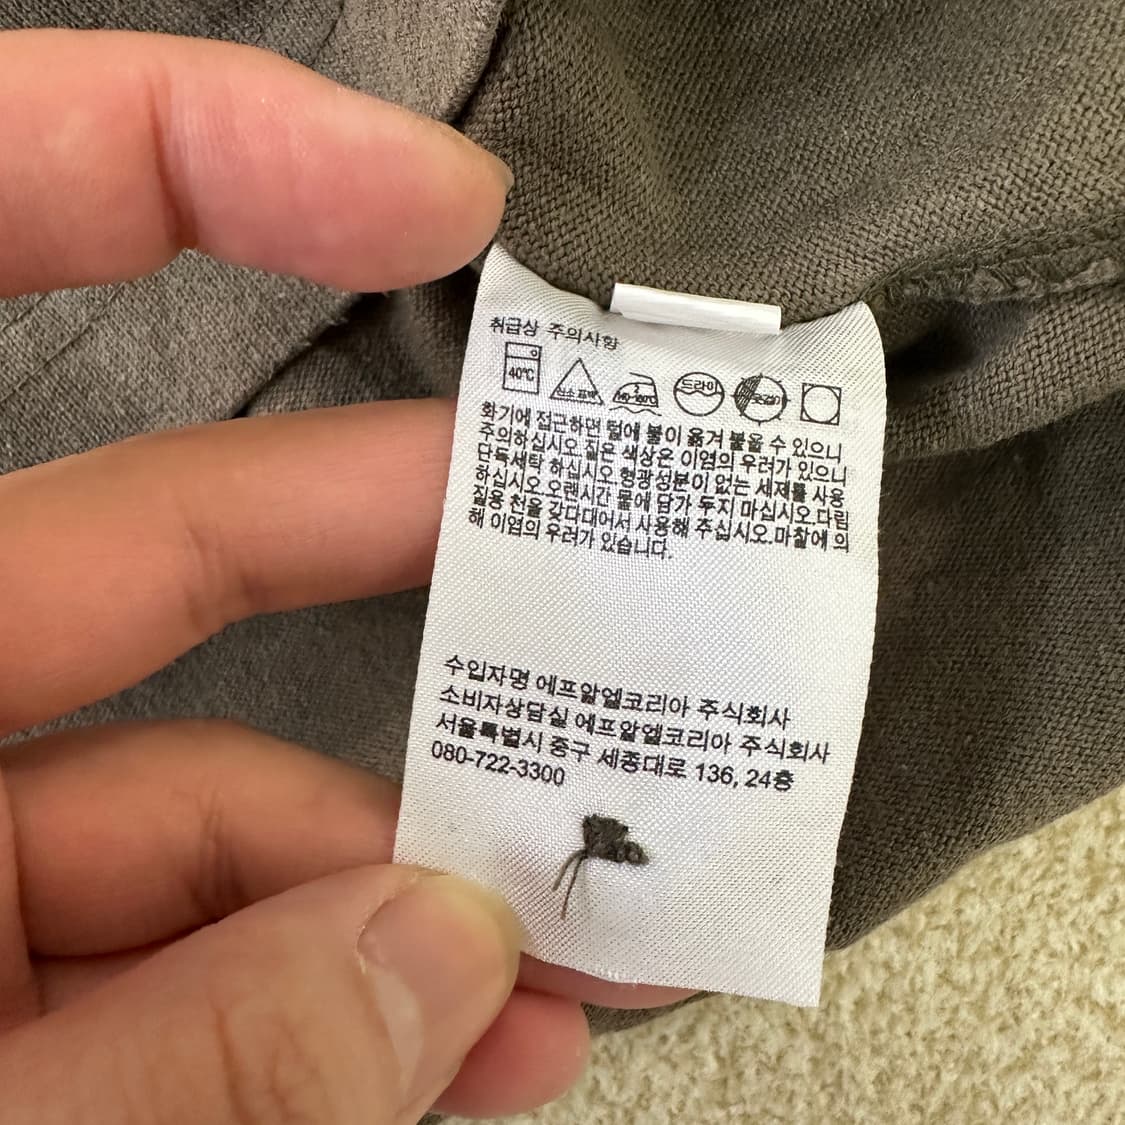 취급상 주의사항
40℃ 염소 표백 2 140-160℃ 드라이 옷걸이
화기에 접근하면 털에 불이 옮겨 붙을 수 있으니
주의하십시오 짙은 색상은 이염의 우려가 있으니
단독세탁 하십시오 형광성분이 없는 세제를 사용
하십시오.오랜시간 물에 담가 두지 마십시오.다림
질용 천을 갖다대어서 사용해 주십시오.마찰에 의
해 이염의 우려가 있습니다.
수입자명 에프알엘코리아 주식회사
소비자상담실 에프알엘코리아 주식회사
서울특별시 중구 세종대로 136, 24층
080-722-3300